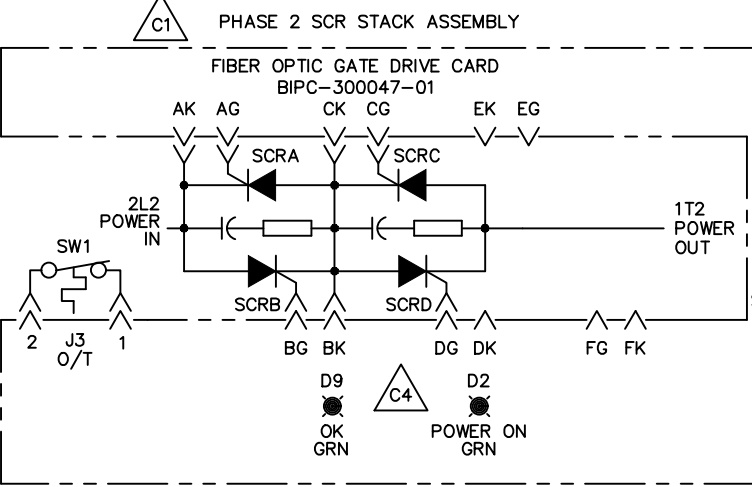 C1
PHASE 2 SCR STACK ASSEMBLY
FIBER OPTIC GATE DRIVE CARD
BIPC-300047-01
AK AG CK CG EK EG
SCRA SCRC
2L2
POWER
IN
1T2
POWER
OUT
SW1
SCRB SCRD
2 J3 1
O/T
BG BK DG DK FG FK
D9 C4 D2
OK POWER ON
GRN GRN